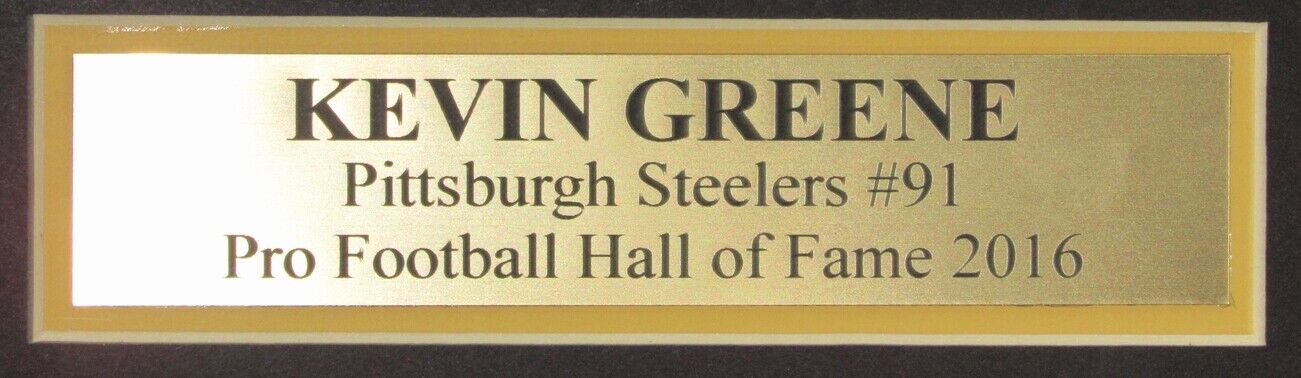 KEVIN GREENE
Pittsburgh Steelers #91
Pro Football Hall of Fame 2016